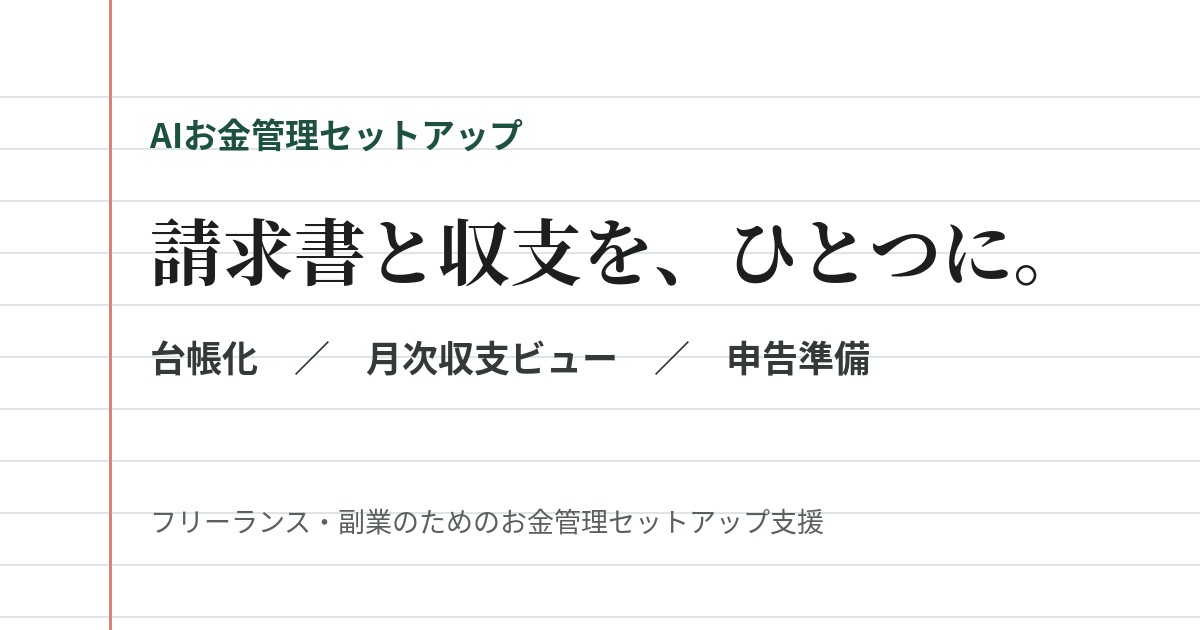 AIお金管理セットアップ
請求書と収支を、ひとつに。
台帳化　／　月次収支ビュー　／　申告準備
フリーランス・副業のためのお金管理セットアップ支援